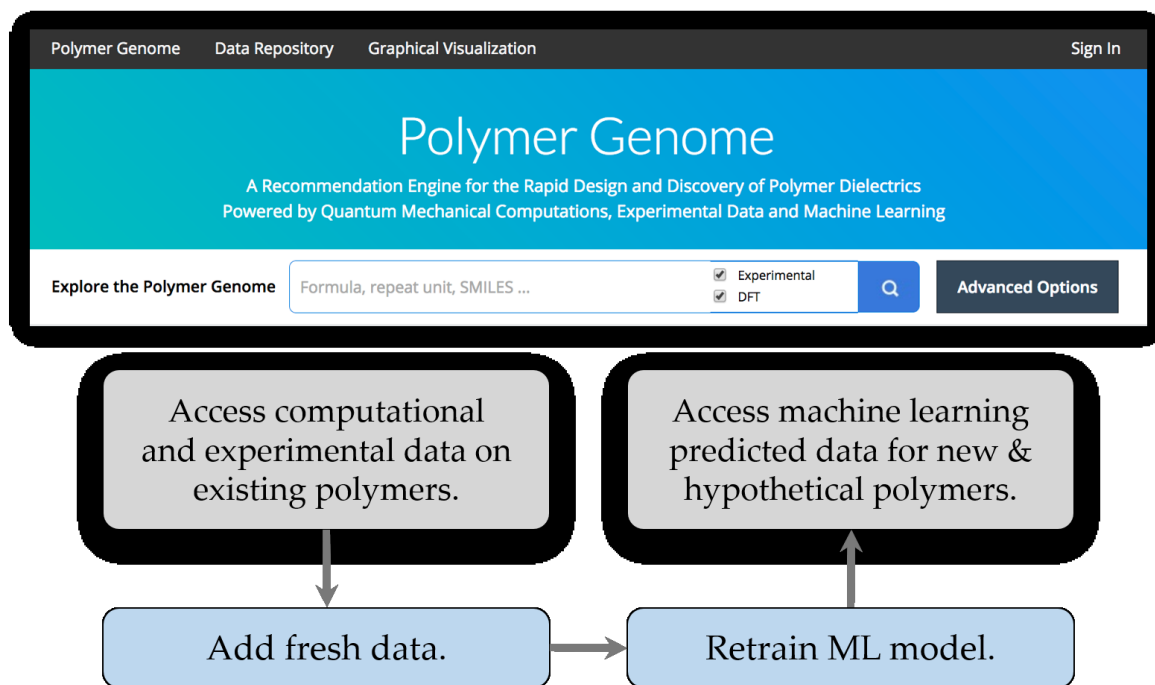 Polymer Genome Data Repository Graphical Visualization Sign In
Polymer Genome
A Recommendation Engine for the Rapid Design and Discovery of Polymer Dielectrics
Powered by Quantum Mechanical Computations, Experimental Data and Machine Learning
Explore the Polymer Genome Formula, repeat unit, SMILES ... Experimental
DFT
Advanced Options
Access computational
and experimental data on
existing polymers.
Access machine learning
predicted data for new &
hypothetical polymers.
Add fresh data.
Retrain ML model.